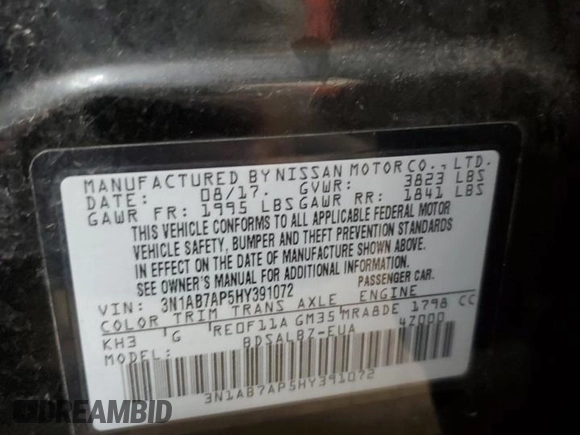 MANUFACTURED BY NISSAN MOTOR CO., LTD.
DATE: 08/17. GVWR: 3823 LBS
GAWR FR: 1995 LBS GAWR RR: 1841 LBS
THIS VEHICLE CONFORMS TO ALL APPLICABLE FEDERAL MOTOR
VEHICLE SAFETY, BUMPER AND THEFT PREVENTION STANDARDS
IN EFFECT ON THE DATE OF MANUFACTURE SHOWN ABOVE.
SEE OWNER'S MANUAL FOR ADDITIONAL INFORMATION.
VIN: 3N1AB7AP5HY391072 PASSENGER CAR.
COLOR TRIM TRANS AXLE ENGINE
KH3 G RE0F11A GM35 MRA8DE 1798 CC
MODEL: BDSALBZ-EUA 42000
3N1AB7AP5HY391072
DREAMBID